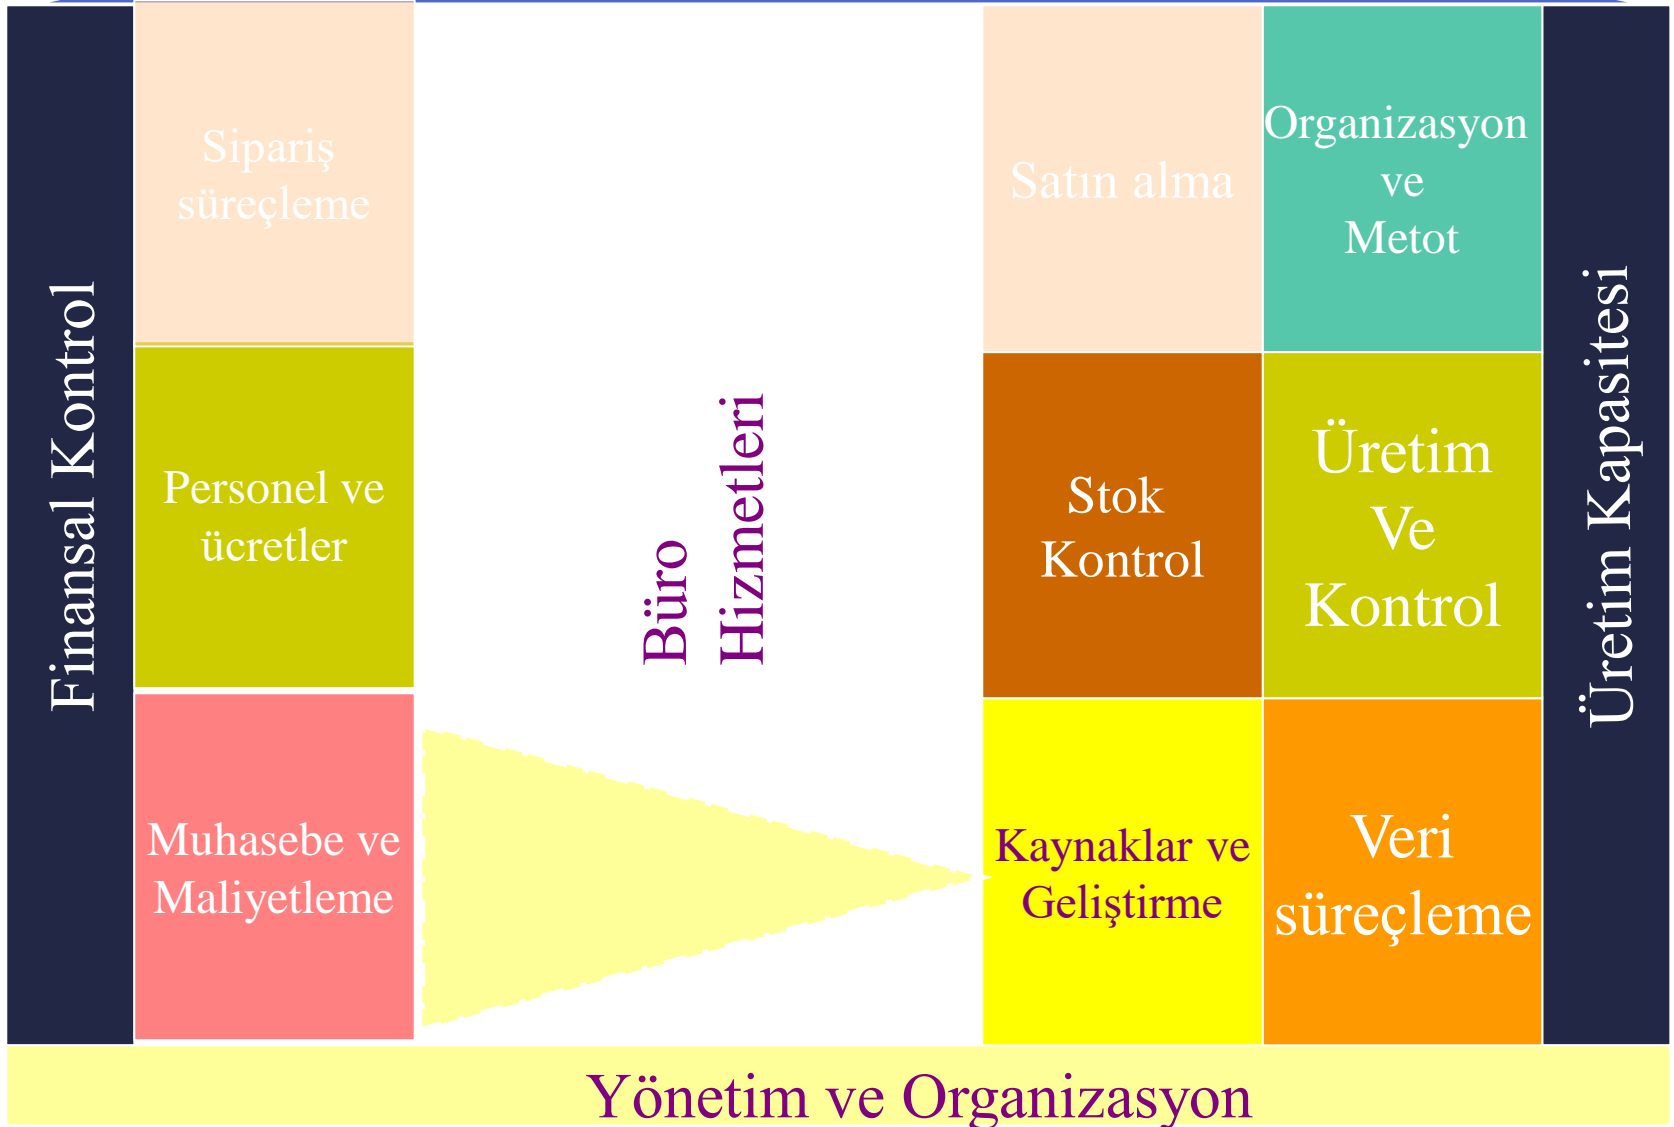 Finansal Kontrol
Sipariş
süreçleme
Personel ve
ücretler
Muhasebe ve
Maliyetleme
Büro
Hizmetleri
Satın alma
Stok
Kontrol
Kaynaklar ve
Geliştirme
Organizasyon
ve
Metot
Üretim
Ve
Kontrol
Veri
süreçleme
Üretim Kapasitesi
Yönetim ve Organizasyon